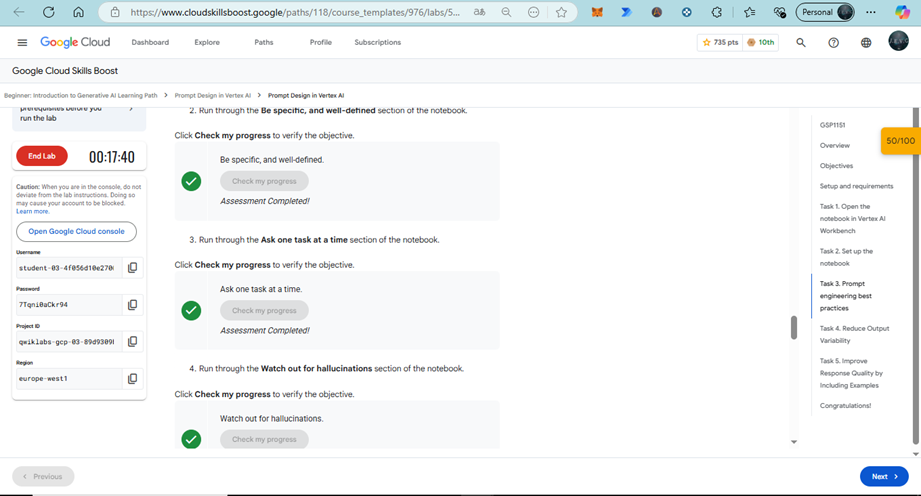 https://www.cloudskillsboost.google/paths/118/course_templates/976/labs/5...
Personal
Google Cloud
Dashboard
Explore
Paths
Profile
Subscriptions
735 pts
10th
Google Cloud Skills Boost
Beginner: Introduction to Generative AI Learning Path > Prompt Design in Vertex AI > Prompt Design in Vertex AI
prerequisites before you
run the lab
End Lab
00:17:40
Caution: When you are in the console, do not
deviate from the lab instructions. Doing so
may cause your account to be blocked.
Learn more.
Open Google Cloud console
Username
student-03-4f056d10e270
Password
7Tqni0aCkr94
Project ID
qwiklabs-gcp-03-89d9309
Region
europe-west1
2. Run through the Be specific, and well-defined section of the notebook.
Click Check my progress to verify the objective.
Be specific, and well-defined.
Check my progress
Assessment Completed!
3. Run through the Ask one task at a time section of the notebook.
Click Check my progress to verify the objective.
Ask one task at a time.
Check my progress
Assessment Completed!
4. Run through the Watch out for hallucinations section of the notebook.
Click Check my progress to verify the objective.
Watch out for hallucinations.
Check my progress
GSP1151
50/100
Overview
Objectives
Setup and requirements
Task 1. Open the
notebook in Vertex AI
Workbench
Task 2. Set up the
notebook
Task 3. Prompt
engineering best
practices
Task 4. Reduce Output
Variability
Task 5. Improve
Response Quality by
Including Examples
Congratulations!
Previous
Next